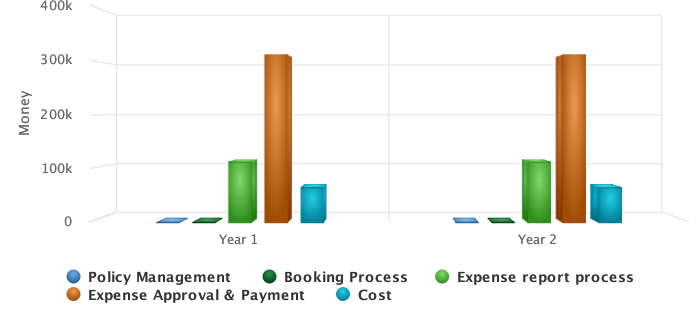 400k
300k
200k
100k
0
Money
Year 1 Year 2
Policy Management Booking Process Expense report process
Expense Approval & Payment Cost